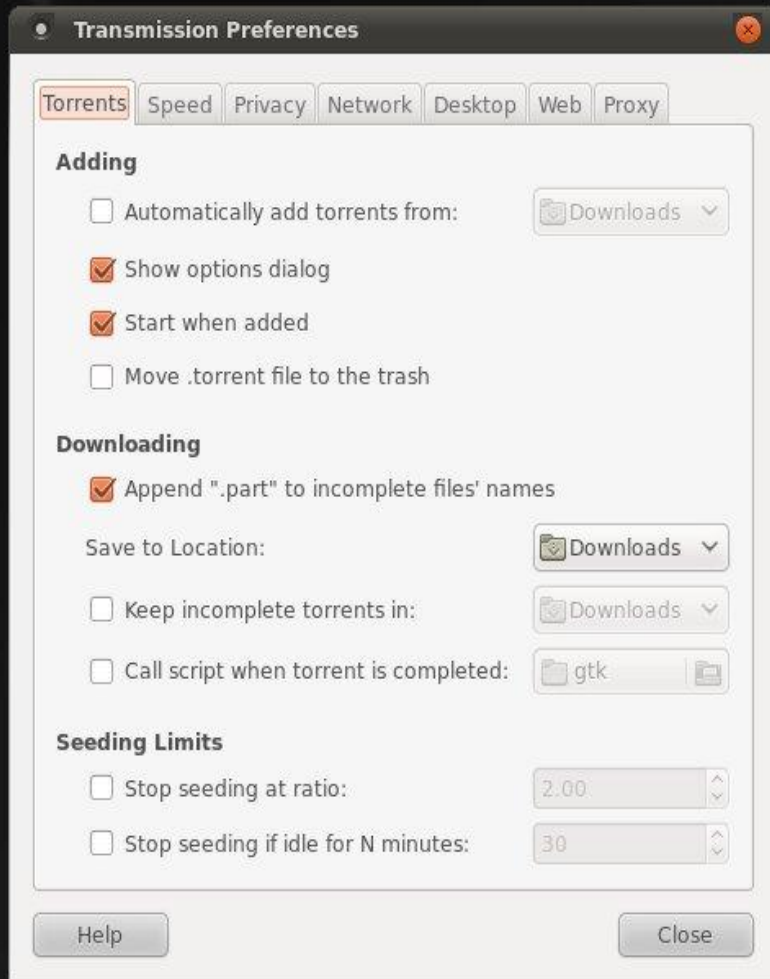 Transmission Preferences
Torrents Speed Privacy Network Desktop Web Proxy
Adding
Automatically add torrents from: Downloads
Show options dialog
Start when added
Move .torrent file to the trash
Downloading
Append ".part" to incomplete files' names
Save to Location: Downloads
Keep incomplete torrents in: Downloads
Call script when torrent is completed: gtk
Seeding Limits
Stop seeding at ratio: 2.00
Stop seeding if idle for N minutes: 30
Help Close